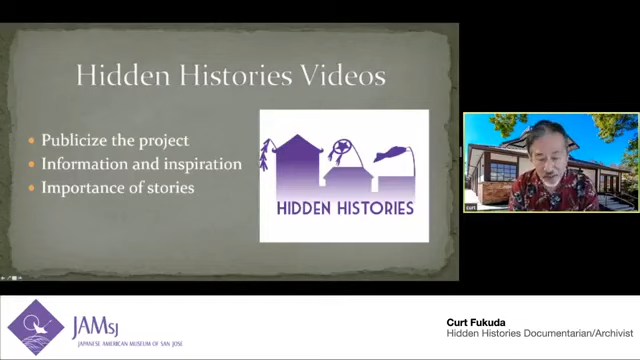 Hidden Histories Videos
Publicize the project
Information and inspiration
Importance of stories
HIDDEN HISTORIES
curt
JAMsj
JAPANESE AMERICAN MUSEUM OF SAN JOSE
Curt Fukuda
Hidden Histories Documentarian/Archivist